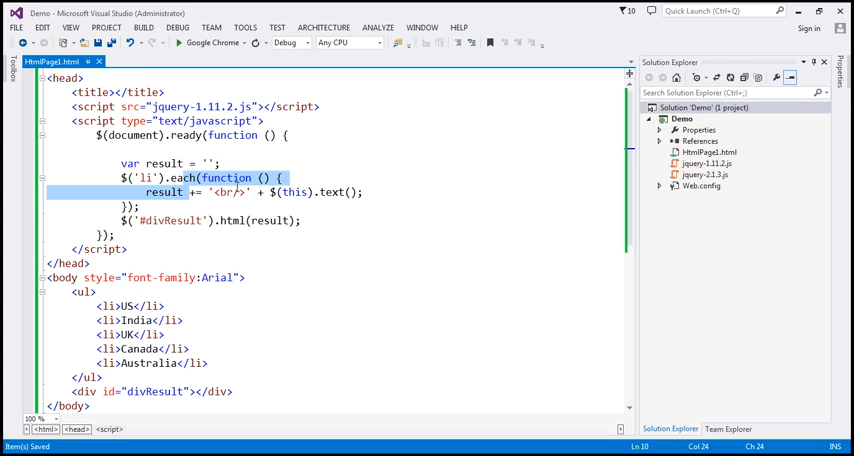 Demo - Microsoft Visual Studio (Administrator)
10
Quick Launch (Ctrl+Q)
FILE EDIT VIEW PROJECT BUILD DEBUG TEAM TOOLS TEST ARCHITECTURE ANALYZE WINDOW HELP
Sign in
Google Chrome Debug Any CPU
Toolbox
HtmlPage1.html
<head>
<title></title>
<script src="jquery-1.11.2.js"></script>
<script type="text/javascript">
$(document).ready(function () {
var result = '';
$('li').each(function () {
result += '<br/>' + $(this).text();
});
$('#divResult').html(result);
});
</script>
</head>
<body style="font-family:Arial">
<ul>
<li>US</li>
<li>India</li>
<li>UK</li>
<li>Canada</li>
<li>Australia</li>
</ul>
<div id="divResult"></div>
</body>
100 %
<html> <head> <script>
Solution Explorer
Search Solution Explorer (Ctrl+;)
Solution 'Demo' (1 project)
Demo
Properties
References
HtmlPage1.html
jquery-1.11.2.js
jquery-2.1.3.js
Web.config
Solution Explorer Team Explorer
Properties
Item(s) Saved
Ln 10 Col 24 Ch 24 INS